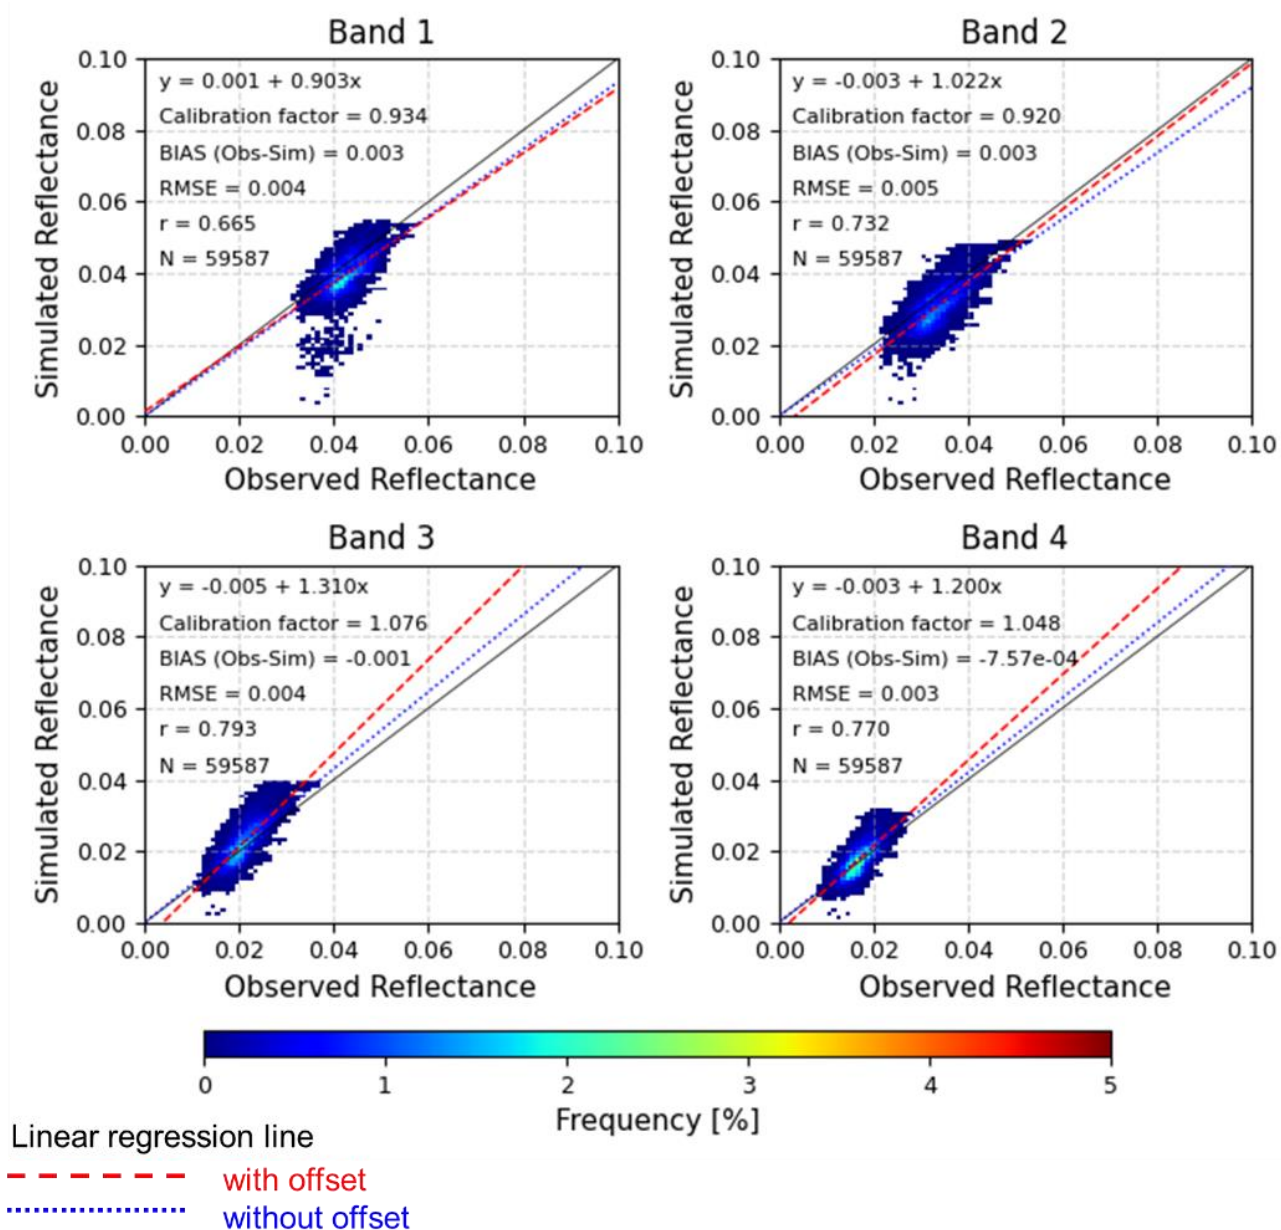 Band 1
y = 0.001 + 0.903x
Calibration factor = 0.934
BIAS (Obs-Sim) = 0.003
RMSE = 0.004
r = 0.665
N = 59587
0.10
0.08
0.06
0.04
0.02
0.00
Simulated Reflectance
0.00 0.02 0.04 0.06 0.08 0.10
Observed Reflectance
Band 2
y = -0.003 + 1.022x
Calibration factor = 0.920
BIAS (Obs-Sim) = 0.003
RMSE = 0.005
r = 0.732
N = 59587
0.10
0.08
0.06
0.04
0.02
0.00
Simulated Reflectance
0.00 0.02 0.04 0.06 0.08 0.10
Observed Reflectance
Band 3
y = -0.005 + 1.310x
Calibration factor = 1.076
BIAS (Obs-Sim) = -0.001
RMSE = 0.004
r = 0.793
N = 59587
0.10
0.08
0.06
0.04
0.02
0.00
Simulated Reflectance
0.00 0.02 0.04 0.06 0.08 0.10
Observed Reflectance
Band 4
y = -0.003 + 1.200x
Calibration factor = 1.048
BIAS (Obs-Sim) = -7.57e-04
RMSE = 0.003
r = 0.770
N = 59587
0.10
0.08
0.06
0.04
0.02
0.00
Simulated Reflectance
0.00 0.02 0.04 0.06 0.08 0.10
Observed Reflectance
0 1 2 3 4 5
Frequency [%]
Linear regression line
with offset
without offset